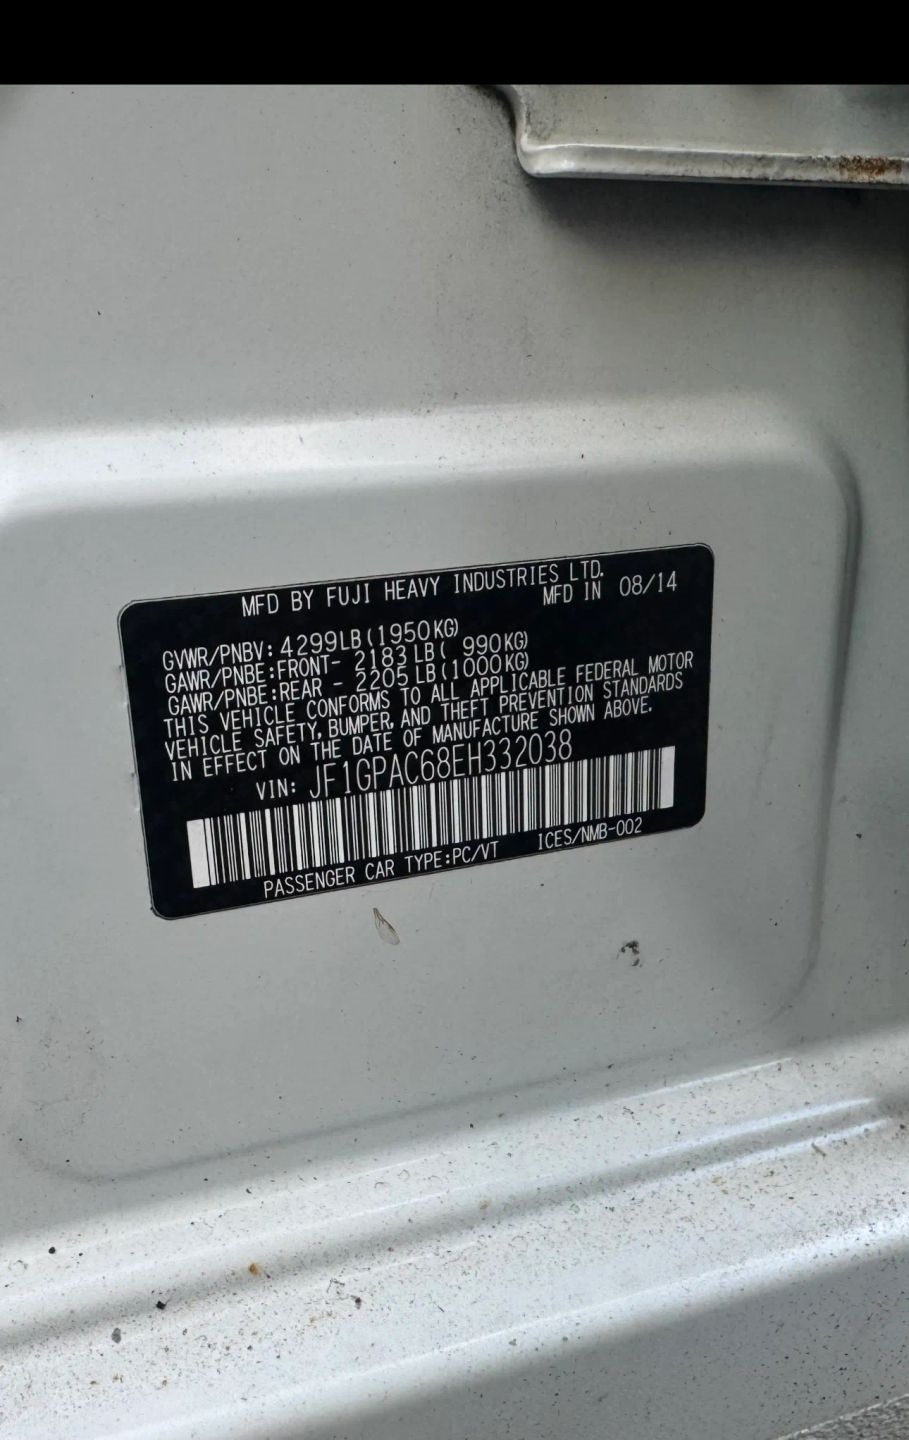 MFD BY FUJI HEAVY INDUSTRIES LTD.
MFD IN 08/14
GVWR/PNBV:4299LB(1950KG)
GAWR/PNBE:FRONT- 2183LB( 990KG)
GAWR/PNBE:REAR - 2205LB(1000KG)
THIS VEHICLE CONFORMS TO ALL APPLICABLE FEDERAL MOTOR
VEHICLE SAFETY, BUMPER, AND THEFT PREVENTION STANDARDS
IN EFFECT ON THE DATE OF MANUFACTURE SHOWN ABOVE.
VIN: JF1GPAC68EH332038
PASSENGER CAR TYPE:PC/VT ICES/NMB-002